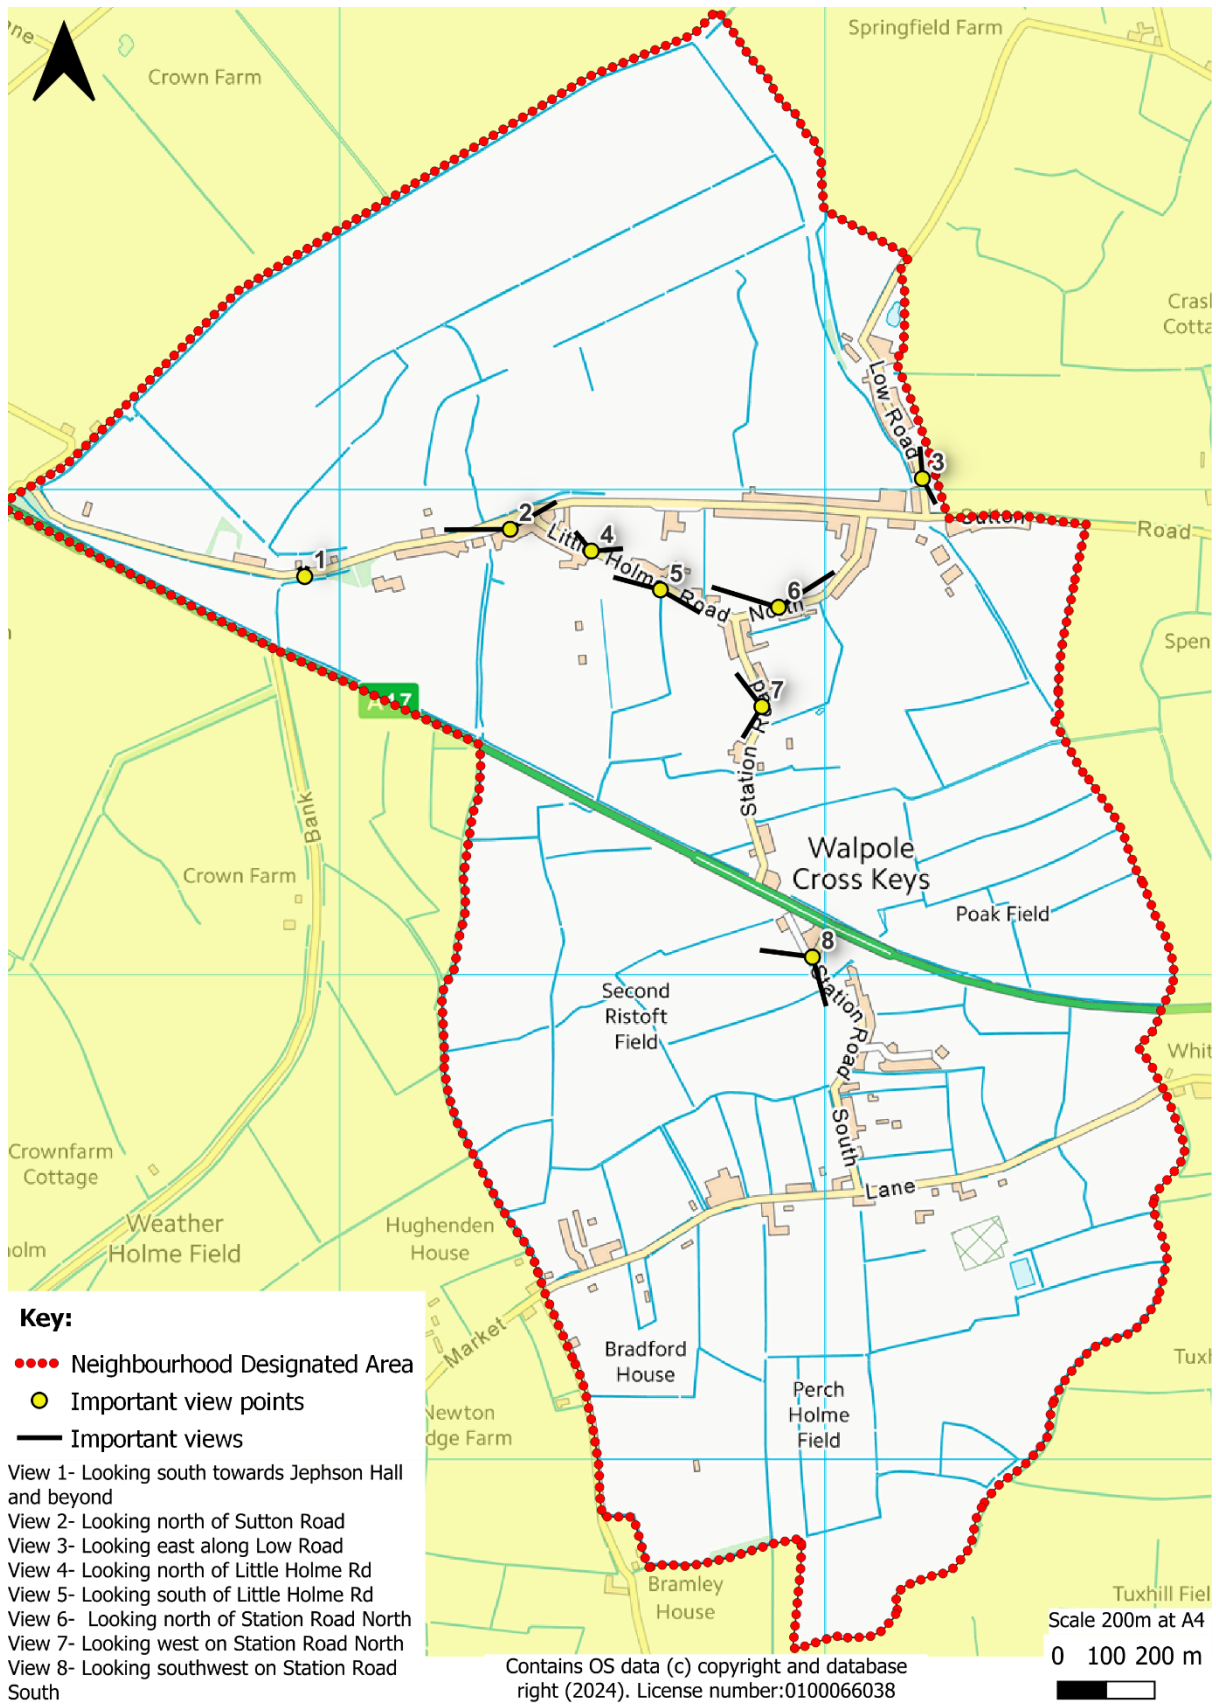 ne
Crown Farm
Springfield Farm
Cras
Cotta
Low Road
3
2
Sutton
Road
Little Holme Road
4
1
5
6
North
Spen
7
A 17
Station Road
Bank
Walpole
Cross Keys
Crown Farm
Poak Field
8
Second
Ristoft
Field
Station Road
South
Whit
Crownfarm
Cottage
Lane
Weather
Holme Field
olm
Hughenden
House
Key:
Neighbourhood Designated Area
Important view points
Important views
View 1- Looking south towards Jephson Hall
and beyond
View 2- Looking north of Sutton Road
View 3- Looking east along Low Road
View 4- Looking north of Little Holme Rd
View 5- Looking south of Little Holme Rd
View 6-  Looking north of Station Road North
View 7- Looking west on Station Road North
View 8- Looking southwest on Station Road
South
Market
Bradford
House
Tuxh
Perch
Holme
Field
Newton
dge Farm
Bramley
House
Tuxhill Fiel
Scale 200m at A4
0 100 200 m
Contains OS data (c) copyright and database
right (2024). License number:0100066038